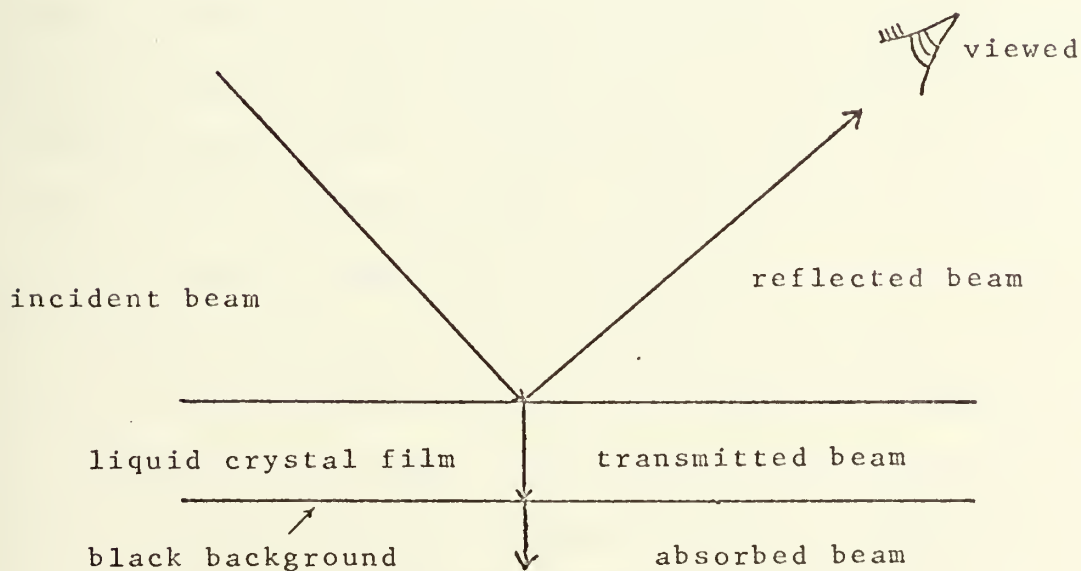 viewed
incident beam
reflected beam
liquid crystal film
transmitted beam
black background
absorbed beam